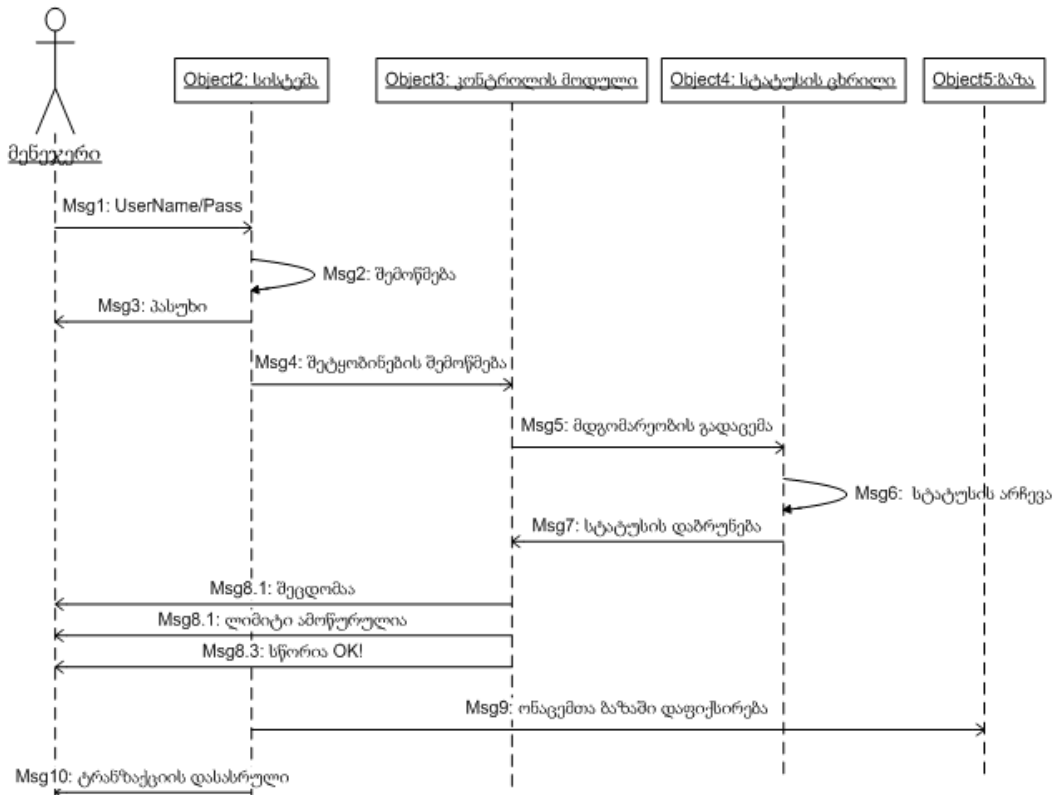 Object2: სისტემა
Object3: კონტროლის მოდული
Object4: სტატუსის ცხრილი
Object5:ბაზა
მენეჯერი
Msg1: UserName/Pass
Msg2: შემოწმება
Msg3: პასუხი
Msg4: შეტყობინების შემოწმება
Msg5: მდგომარეობის გადაცემა
Msg6: სტატუსის არჩევა
Msg7: სტატუსის დაბრუნება
Msg8.1: შეცდომაა
Msg8.1: ლიმიტი ამოწურულია
Msg8.3: სწორია OK!
Msg9: ონაცემთა ბაზაში დაფიქსირება
Msg10: ტრანზაქციის დასასრული